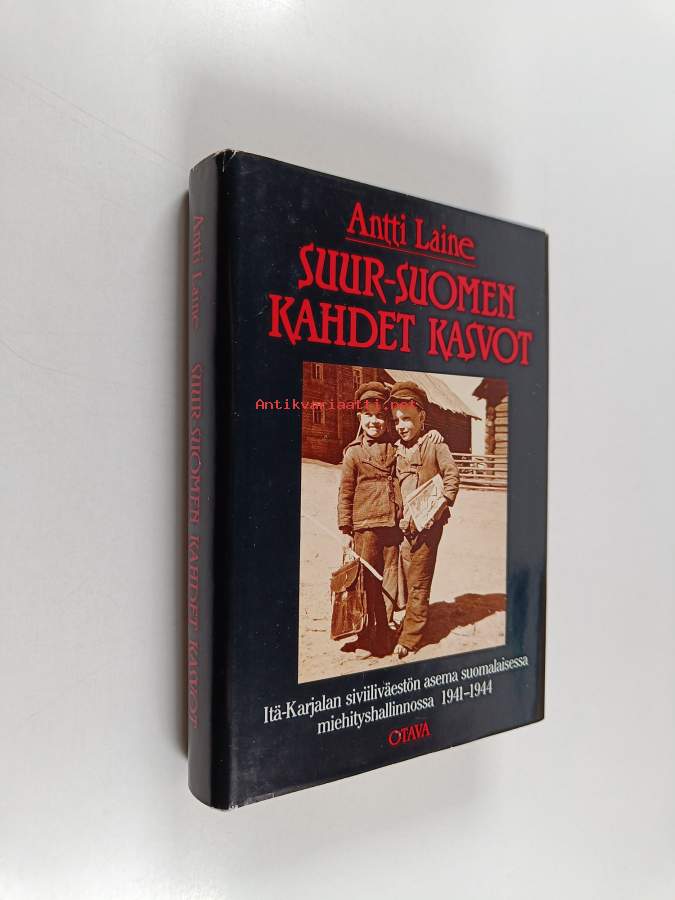 Antti Laine
SUUR-SUOMEN
KAHDET KASVOT
Antikvariaatti.net
Itä-Karjalan siviiliväestön asema suomalaisessa
miehityshallinnossa 1941–1944
OTAVA
Antti Laine SUUR-SUOMEN KAHDET KASVOT